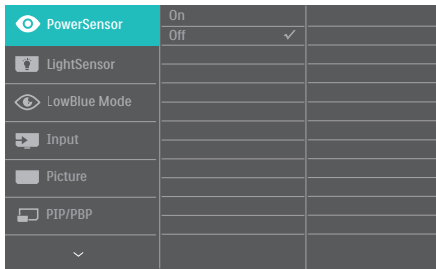 PowerSensor
On
Off
LightSensor
LowBlue Mode
Input
Picture
PIP/PBP